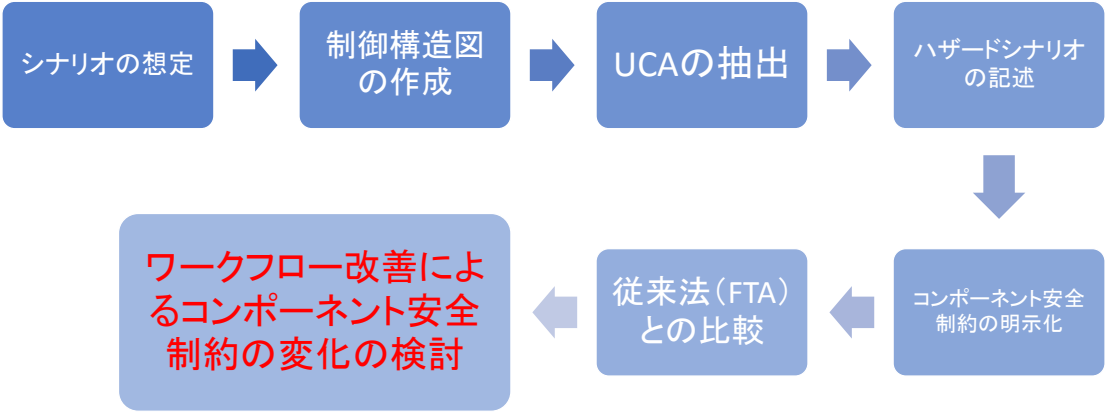 シナリオの想定
制御構造図
の作成
UCAの抽出
ハザードシナリオ
の記述
コンポーネント安全
制約の明示化
従来法（FTA）
との比較
ワークフロー改善によ
るコンポーネント安全
制約の変化の検討